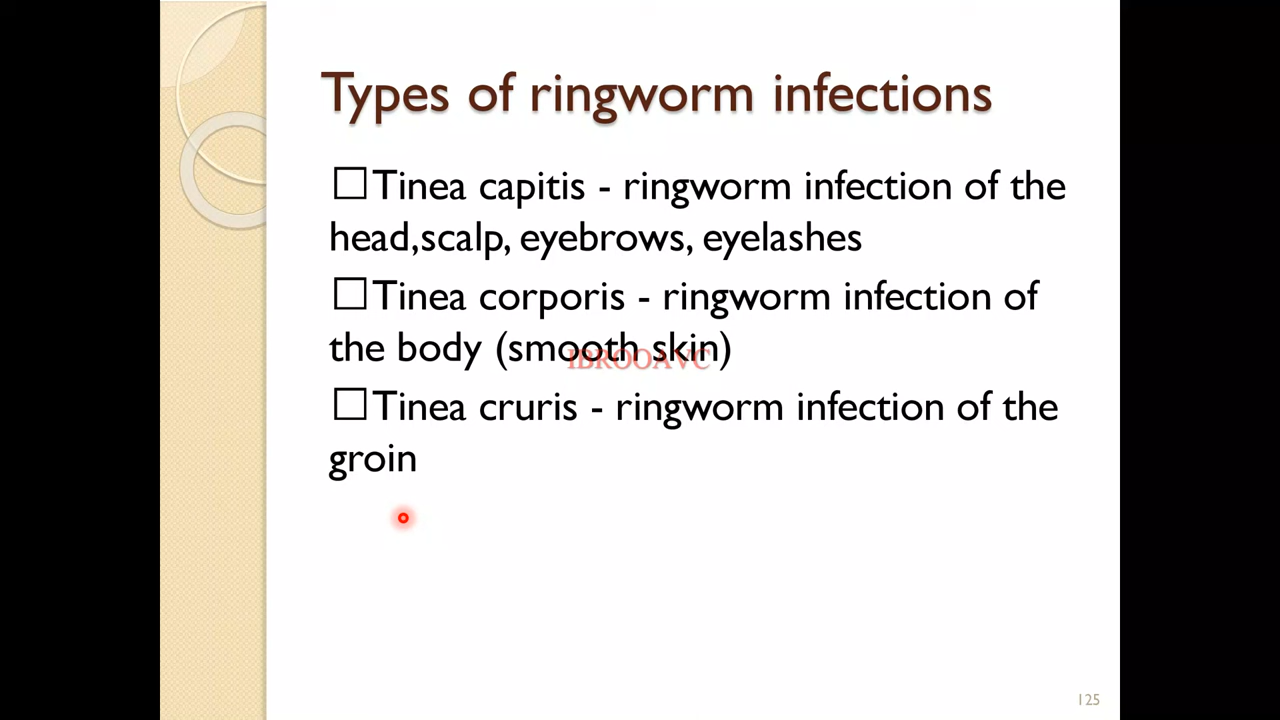 Types of ringworm infections
☐Tinea capitis - ringworm infection of the
head,scalp, eyebrows, eyelashes
☐Tinea corporis - ringworm infection of
the body (smooth skin)
IBROOAVC
☐Tinea cruris - ringworm infection of the
groin
125